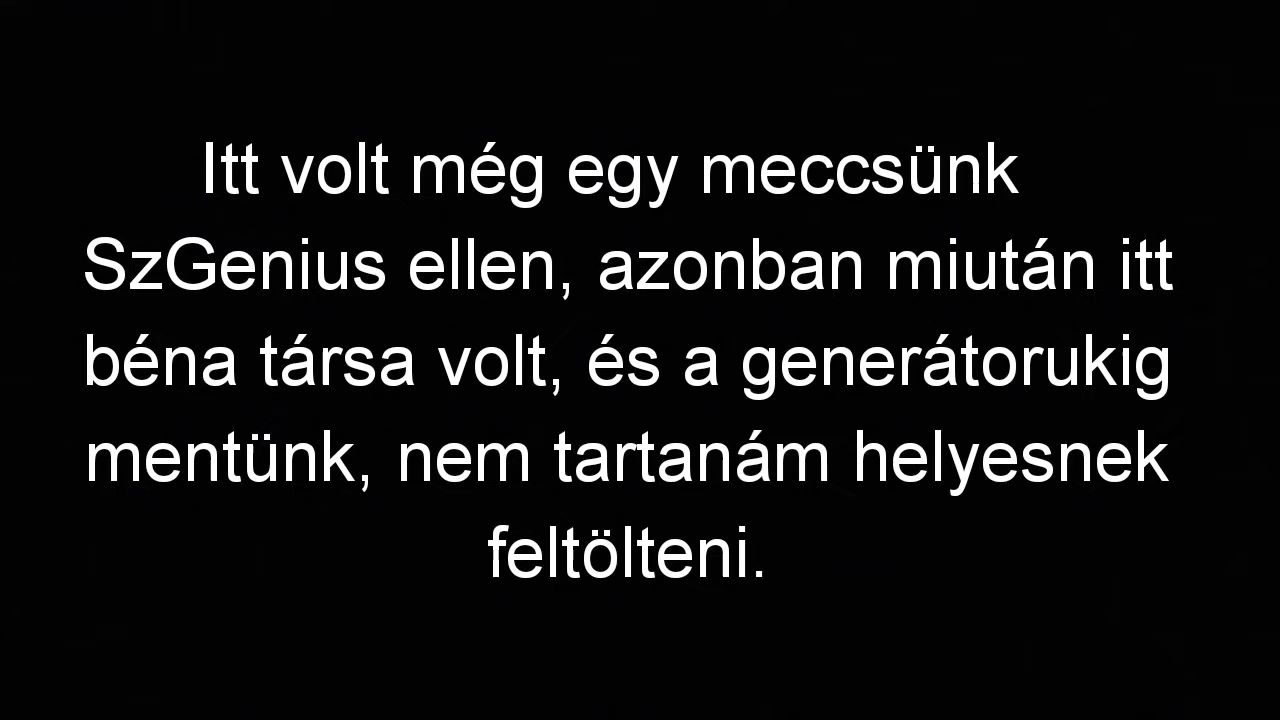 Itt volt még egy meccsünk
SzGenius ellen, azonban miután itt
béna társa volt, és a generátorukig
mentünk, nem tartanám helyesnek
feltölteni.